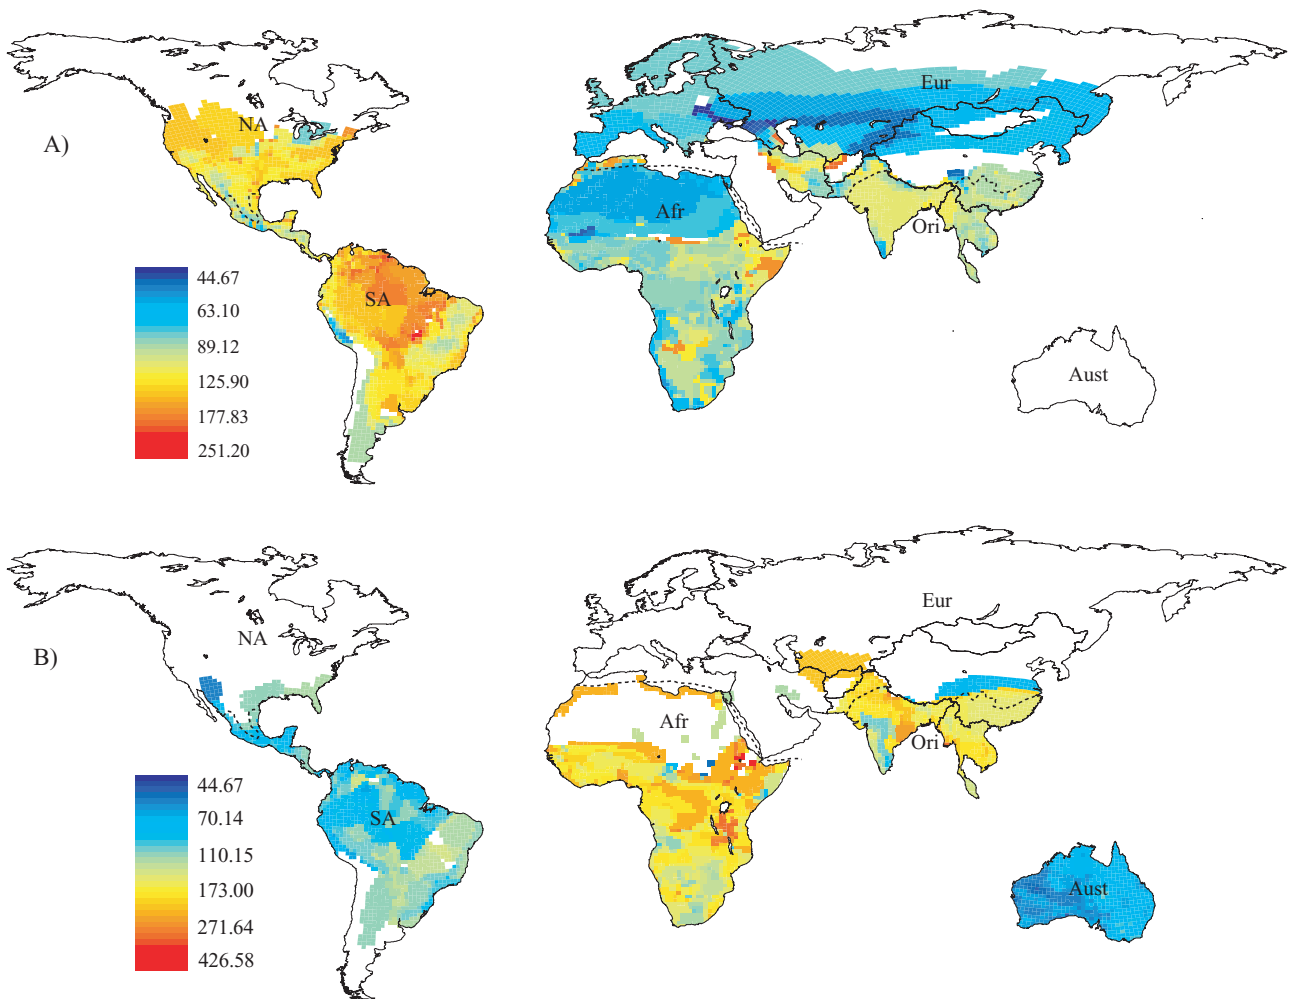 A)
NA
SA
Eur
Afr
Ori
Aust
44.67
63.10
89.12
125.90
177.83
251.20
B)
NA
SA
Eur
Afr
Ori
Aust
44.67
70.14
110.15
173.00
271.64
426.58